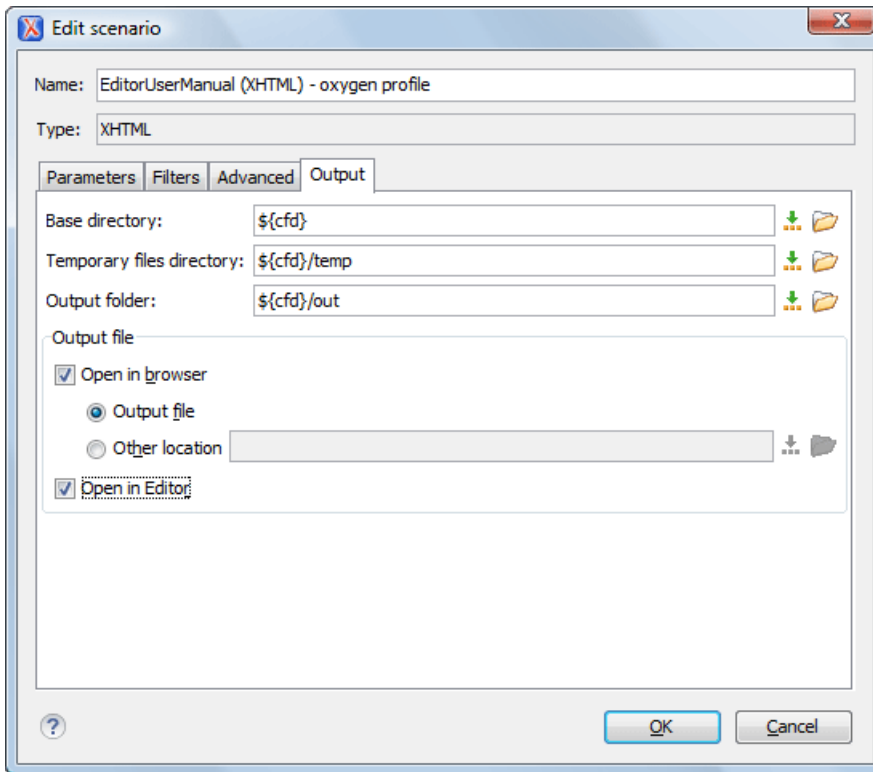 Edit scenario
Name: EditorUserManual (XHTML) - oxygen profile
Type: XHTML
Parameters Filters Advanced Output
Base directory: ${cfd}
Temporary files directory: ${cfd}/temp
Output folder: ${cfd}/out
Output file
Open in browser
Output file
Other location
Open in Editor
? OK Cancel